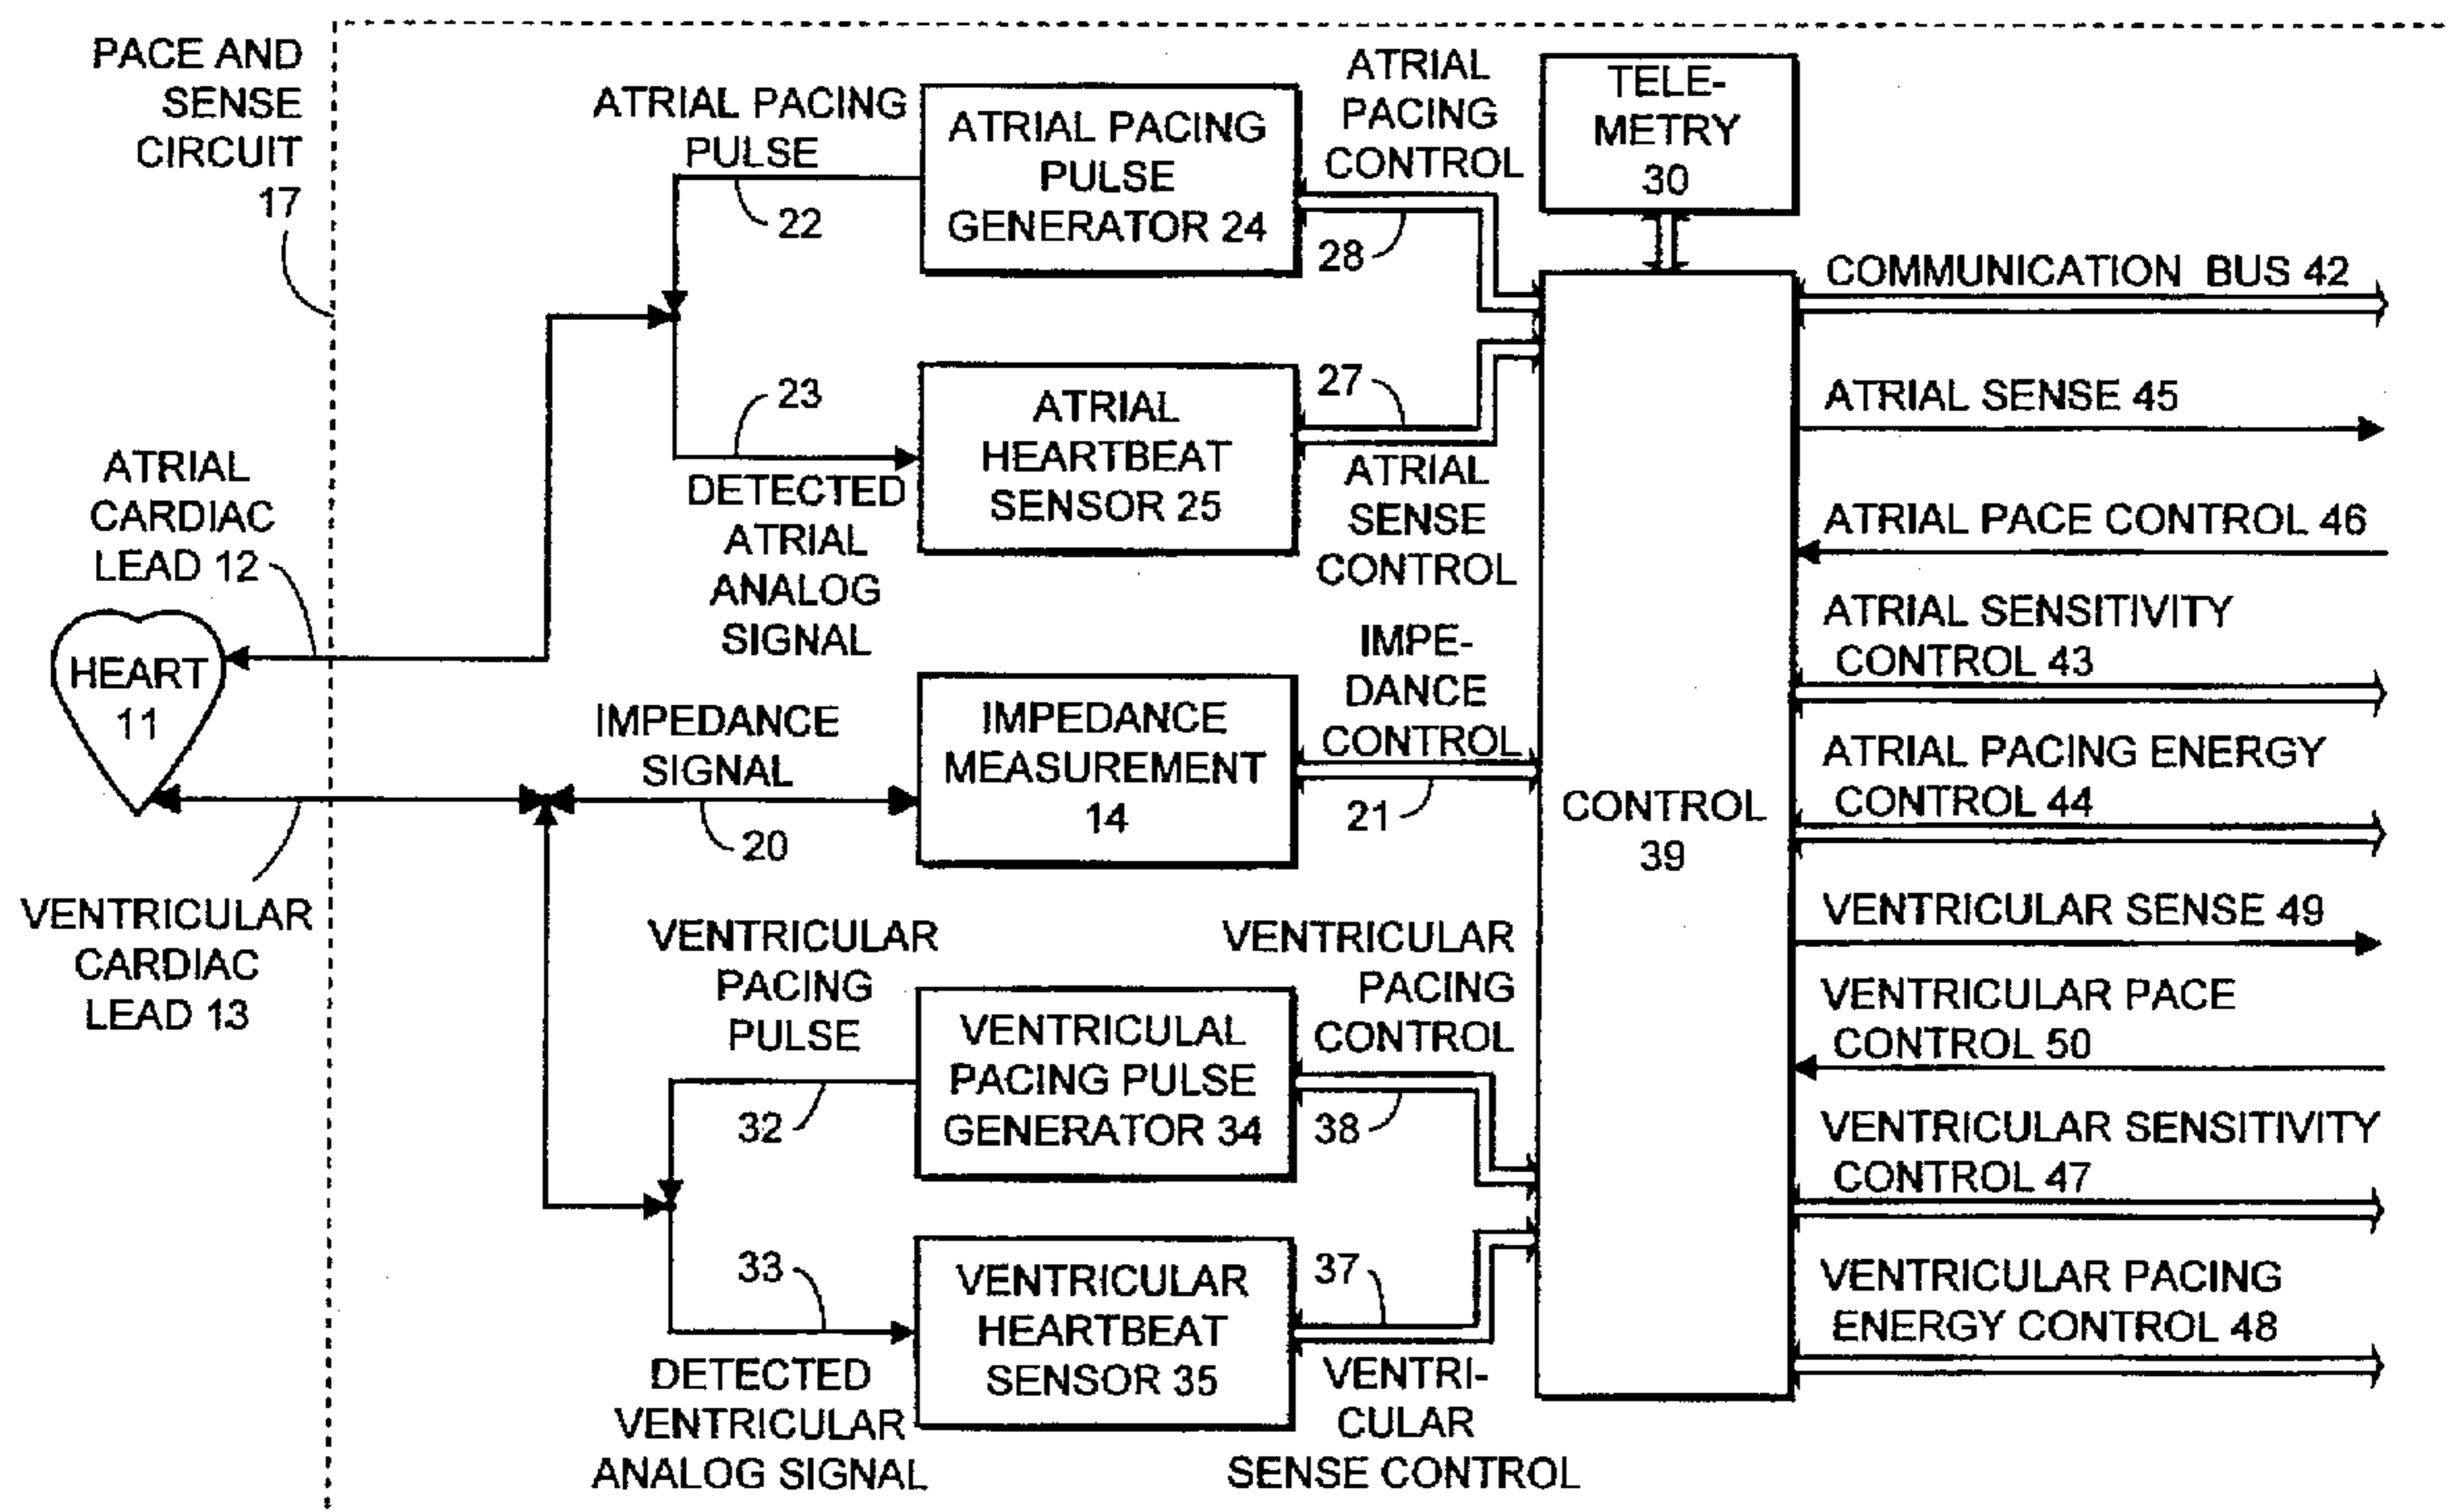 PACE AND
SENSE
CIRCUIT
17
ATRIAL PACING
PULSE
22
ATRIAL PACING
PULSE
GENERATOR 24
ATRIAL
PACING
CONTROL
28
TELE-
METRY
30
COMMUNICATION BUS 42
23
DETECTED
ATRIAL
ANALOG
SIGNAL
ATRIAL
HEARTBEAT
SENSOR 25
27
ATRIAL
SENSE
CONTROL
ATRIAL SENSE 45
ATRIAL PACE CONTROL 46
ATRIAL
CARDIAC
LEAD 12
HEART
11
ATRIAL SENSITIVITY
CONTROL 43
IMPEDANCE
SIGNAL
20
IMPEDANCE
MEASUREMENT
14
IMPE-
DANCE
CONTROL
21
CONTROL
39
ATRIAL PACING ENERGY
CONTROL 44
VENTRICULAR
CARDIAC
LEAD 13
VENTRICULAR SENSE 49
VENTRICULAR
PACING
PULSE
32
VENTRICULAL
PACING PULSE
GENERATOR 34
VENTRICULAR
PACING
CONTROL
38
VENTRICULAR PACE
CONTROL 50
VENTRICULAR SENSITIVITY
CONTROL 47
33
DETECTED
VENTRICULAR
ANALOG SIGNAL
VENTRICULAR
HEARTBEAT
SENSOR 35
37
VENTRI-
CULAR
SENSE CONTROL
VENTRICULAR PACING
ENERGY CONTROL 48